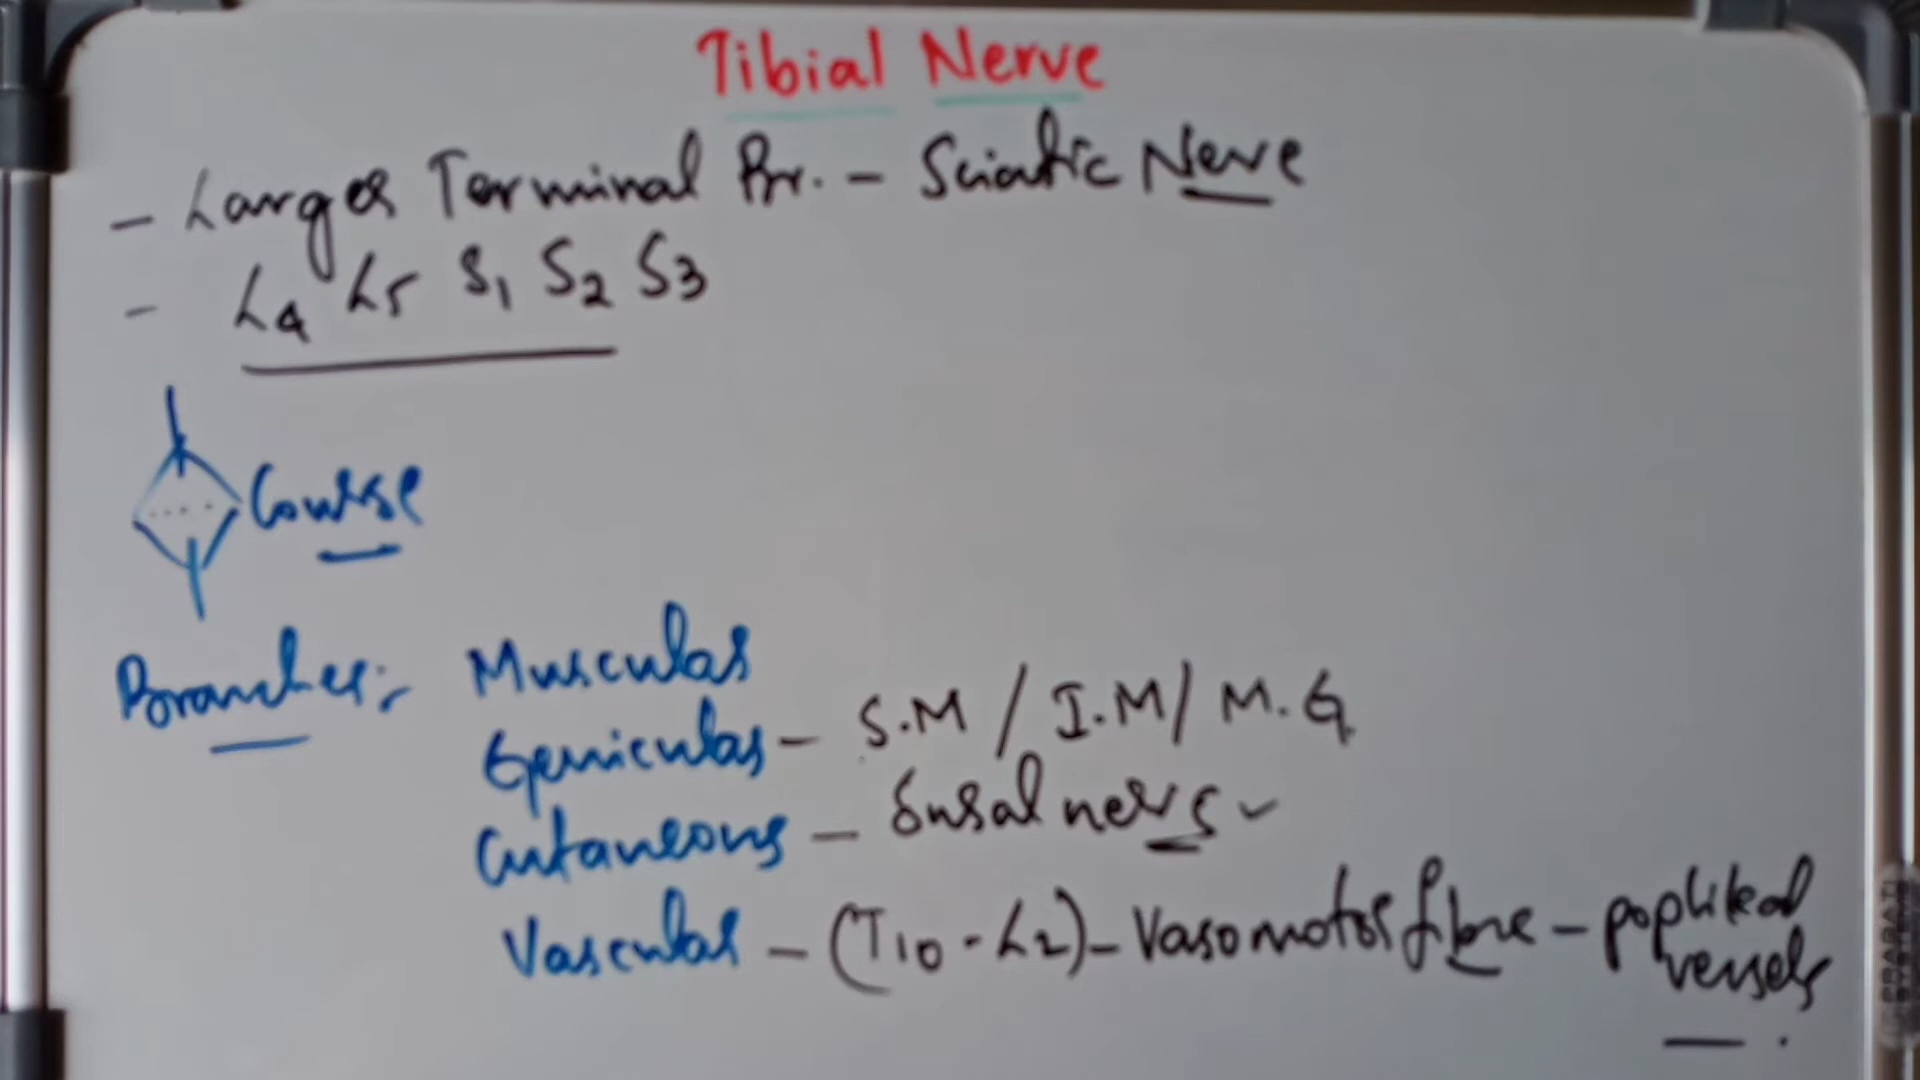 Tibial Nerve
- Larger Terminal Br. - Sciatic Nerve
- L4 L5 S1 S2 S3
Course
Branches:-
Muscular
Genicular - S.M / I.M / M.G
Cutaneous - Sural nerve
Vascular - (T10 - L2) - Vasomotor fibre - popliteal vessels
PRAPATI